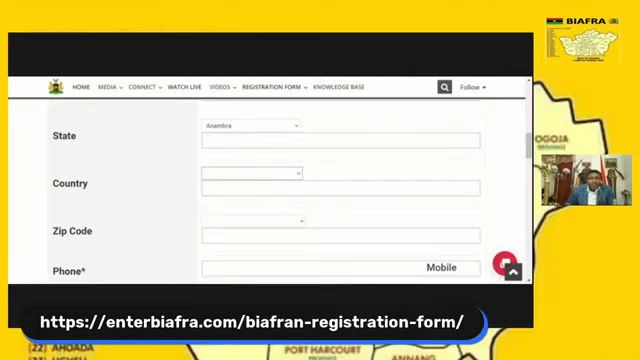 BIAFRA
HOME MEDIA CONNECT WATCH LIVE VIDEOS REGISTRATION FORM KNOWLEDGE BASE Follow
State
Anambra
Country
Zip Code
Phone*
Mobile
OGOJA
https://enterbiafra.com/biafran-registration-form/
[22] AHOADA
PORT HARCOURT
ANNANG